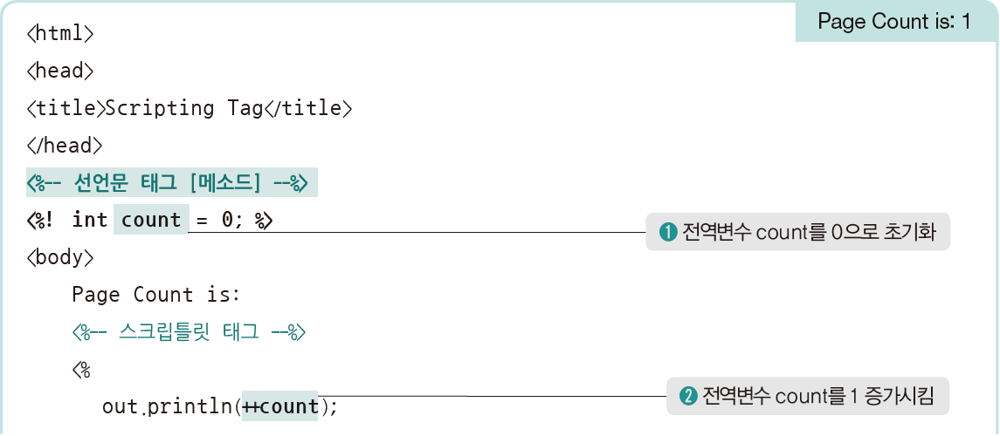 Page Count is: 1
<html>
<head>
<title>Scripting Tag</title>
</head>
<%-- 선언문 태그 [메소드] --%>
<%! int count = 0; %>
❶ 전역변수 count를 0으로 초기화
<body>
Page Count is:
<%-- 스크립틀릿 태그 --%>
<%
out.println(++count);
❷ 전역변수 count를 1 증가시킴